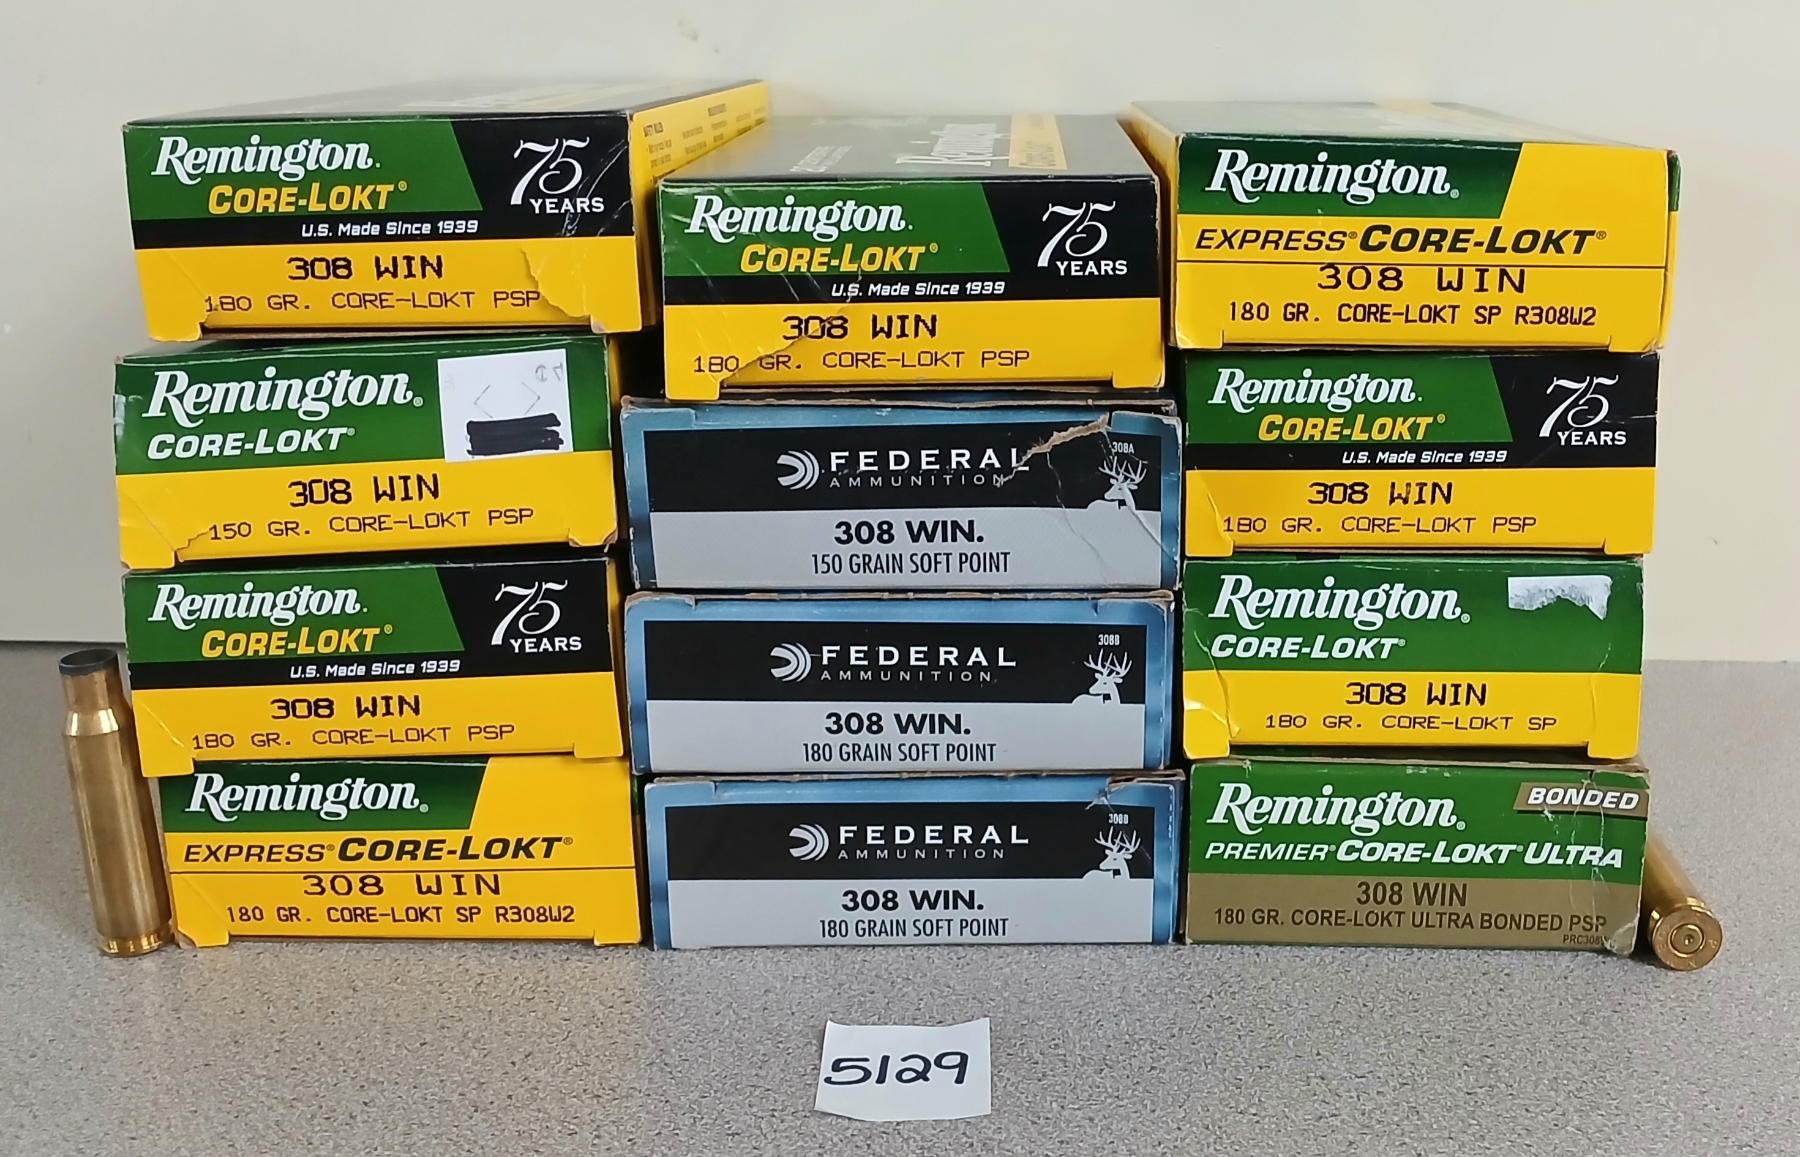 Remington®
CORE-LOKT®
75 YEARS
U.S. Made Since 1939
308 WIN
180 GR. CORE-LOKT PSP
Remington®
CORE-LOKT®
308 WIN
150 GR. CORE-LOKT PSP
Remington®
CORE-LOKT®
75 YEARS
U.S. Made Since 1939
308 WIN
180 GR. CORE-LOKT PSP
Remington®
EXPRESS® CORE-LOKT®
308 WIN
180 GR. CORE-LOKT SP R308W2
Remington
Remington®
CORE-LOKT®
75 YEARS
U.S. Made Since 1939
308 WIN
180 GR. CORE-LOKT PSP
308A
FEDERAL
AMMUNITION
308 WIN.
150 GRAIN SOFT POINT
308B
FEDERAL
AMMUNITION
308 WIN.
180 GRAIN SOFT POINT
308B
FEDERAL
AMMUNITION
308 WIN.
180 GRAIN SOFT POINT
Remington®
EXPRESS® CORE-LOKT®
308 WIN
180 GR. CORE-LOKT SP R308W2
Remington®
CORE-LOKT®
75 YEARS
U.S. Made Since 1939
308 WIN
180 GR. CORE-LOKT PSP
Remington®
CORE-LOKT®
308 WIN
180 GR. CORE-LOKT SP
Remington®
BONDED
PREMIER® CORE-LOKT® ULTRA
308 WIN
180 GR. CORE-LOKT ULTRA BONDED PSP
5129